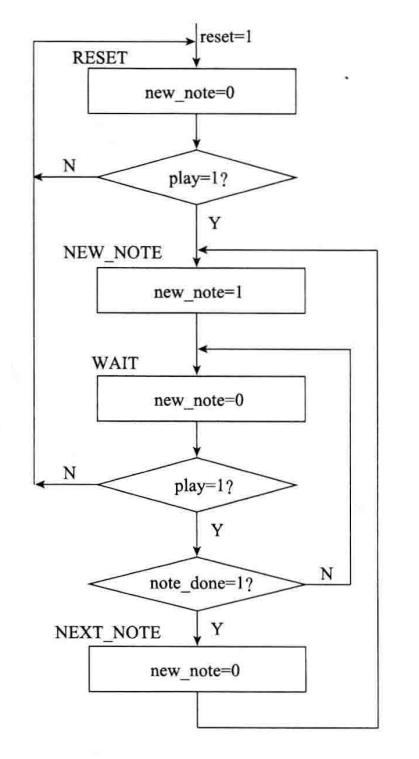 reset=1
RESET
new_note=0
N
play=1?
Y
NEW_NOTE
new_note=1
WAIT
new_note=0
N
play=1?
Y
note_done=1?
N
Y
NEXT_NOTE
new_note=0